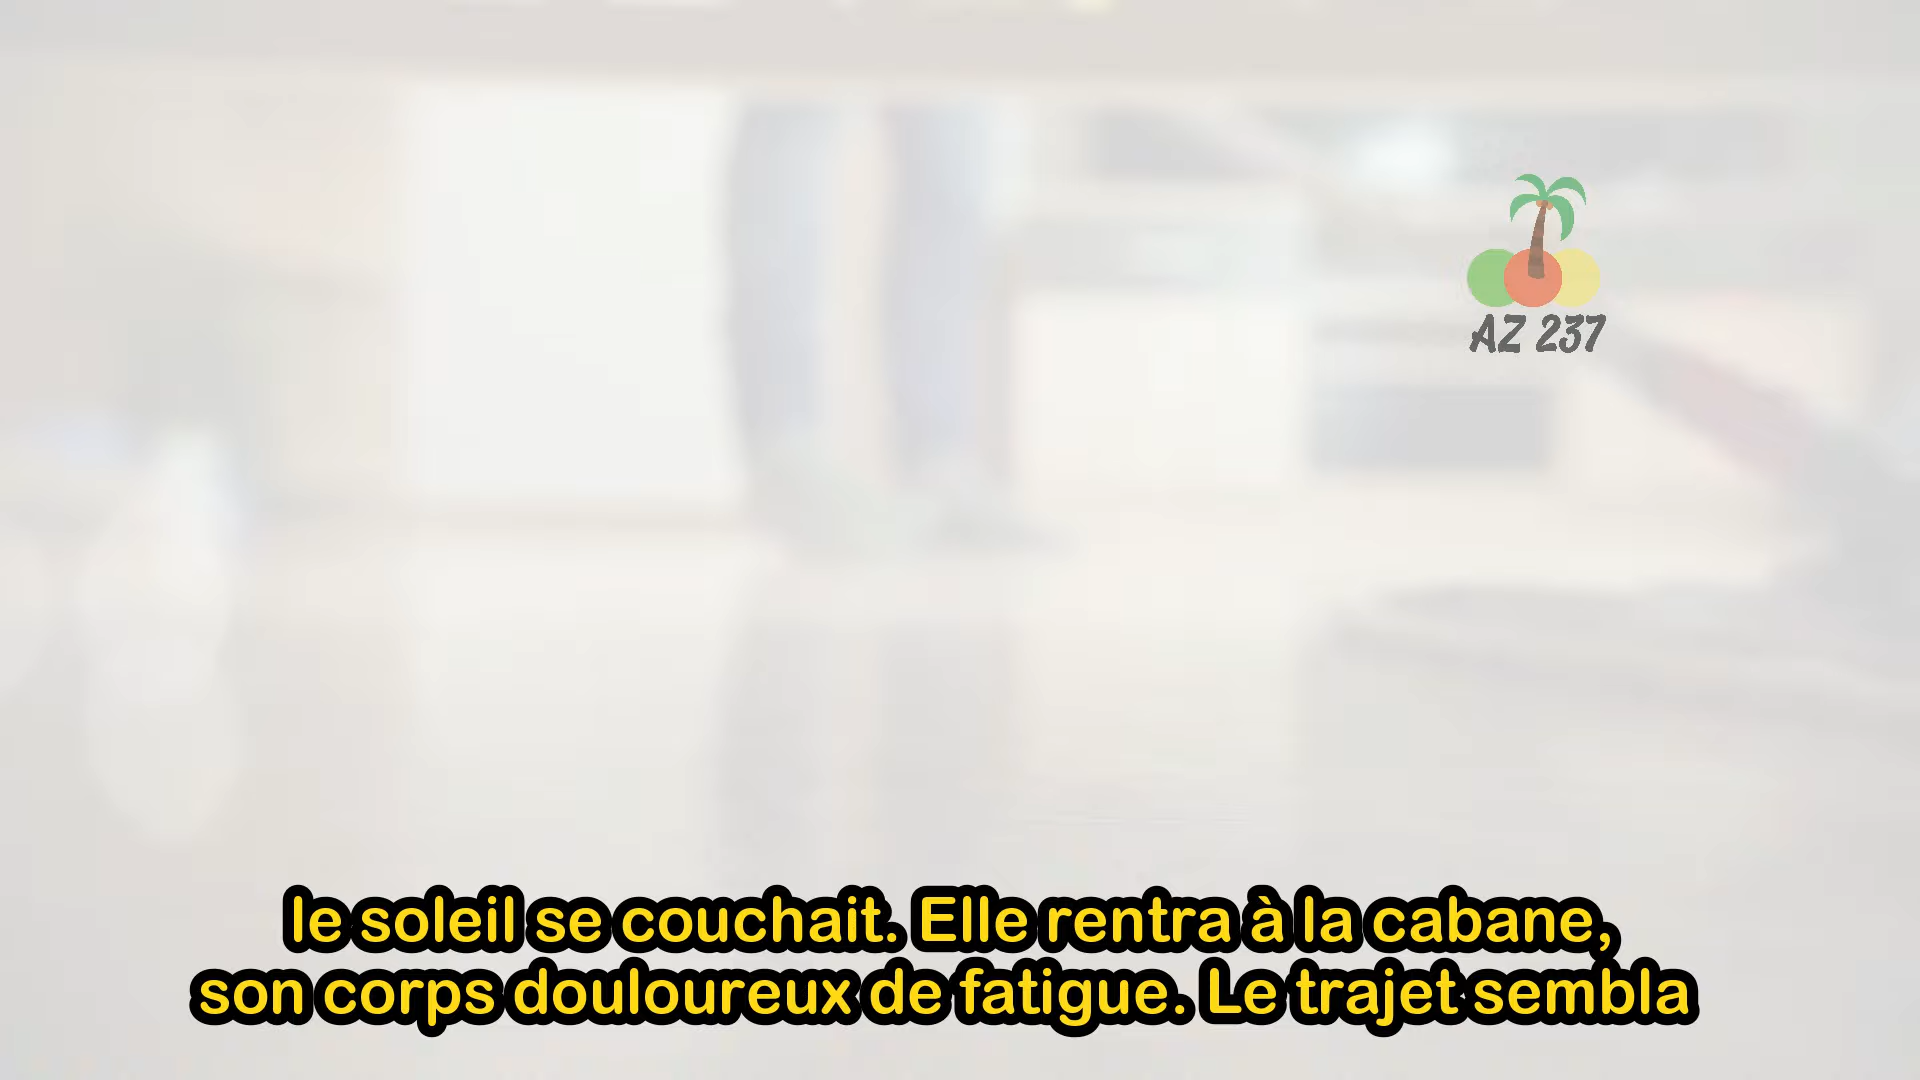 AZ 237
le soleil se couchait. Elle rentra à la cabane,
son corps douloureux de fatigue. Le trajet sembla